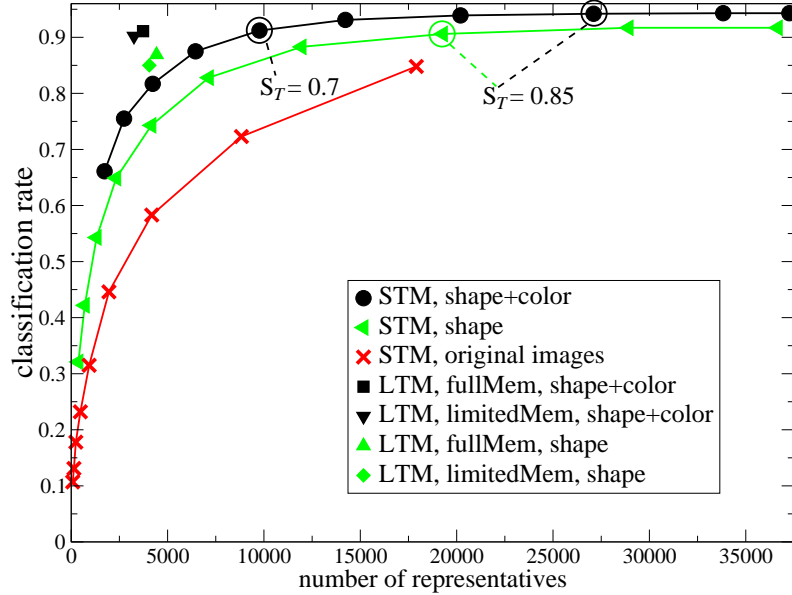 0.9
0.8
0.7
0.6
0.5
0.4
0.3
0.2
0.1
classification rate
S_T = 0.7
S_T = 0.85
STM, shape+color
STM, shape
STM, original images
LTM, fullMem, shape+color
LTM, limitedMem, shape+color
LTM, fullMem, shape
LTM, limitedMem, shape
0 5000 10000 15000 20000 25000 30000 35000
number of representatives